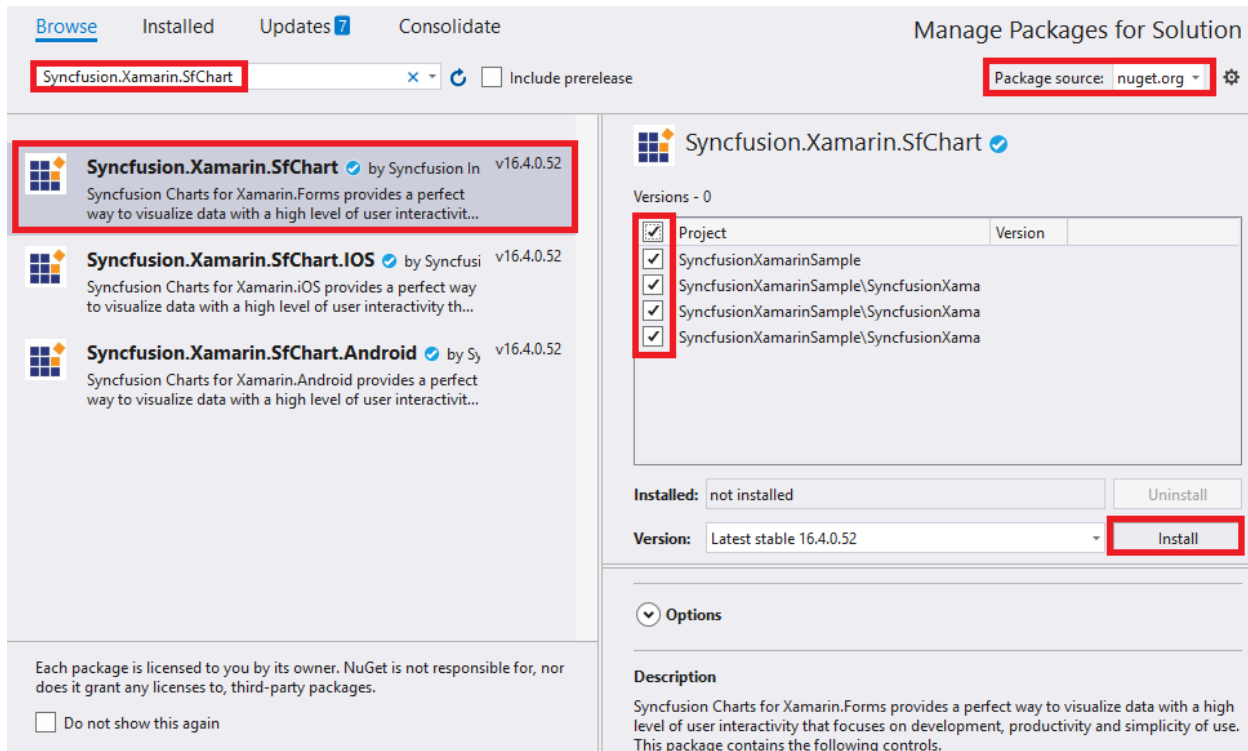 Browse Installed Updates 7 Consolidate
Manage Packages for Solution
Syncfusion.Xamarin.SfChart
Include prerelease
Package source: nuget.org
Syncfusion.Xamarin.SfChart by Syncfusion In v16.4.0.52
Syncfusion Charts for Xamarin.Forms provides a perfect
way to visualize data with a high level of user interactivit...
Syncfusion.Xamarin.SfChart.IOS by Syncfusi v16.4.0.52
Syncfusion Charts for Xamarin.iOS provides a perfect way
to visualize data with a high level of user interactivity th...
Syncfusion.Xamarin.SfChart.Android by Sy v16.4.0.52
Syncfusion Charts for Xamarin.Android provides a perfect
way to visualize data with a high level of user interactivit...
Each package is licensed to you by its owner. NuGet is not responsible for, nor
does it grant any licenses to, third-party packages.
Do not show this again
Syncfusion.Xamarin.SfChart
Versions - 0
Project Version
SyncfusionXamarinSample
SyncfusionXamarinSample\SyncfusionXama
SyncfusionXamarinSample\SyncfusionXama
SyncfusionXamarinSample\SyncfusionXama
Installed: not installed Uninstall
Version: Latest stable 16.4.0.52 Install
Options
Description
Syncfusion Charts for Xamarin.Forms provides a perfect way to visualize data with a high
level of user interactivity that focuses on development, productivity and simplicity of use.
This package contains the following controls.